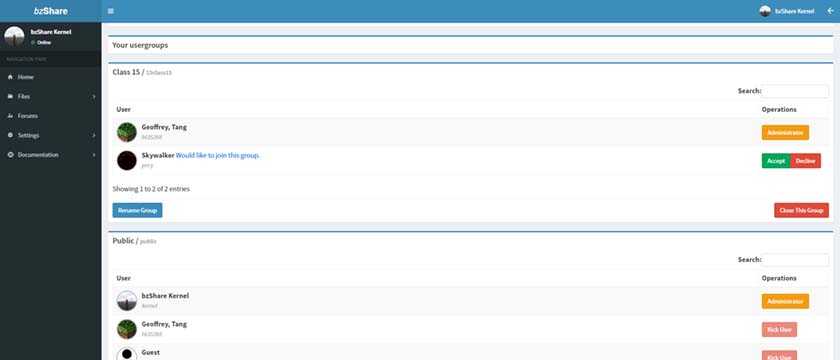 bzShare
bzShare Kernel
bzShare Kernel
Online
NAVIGATION PANE
Home
Files
Forums
Settings
Documentation
Your usergroups
Class 15 / 15class15
Search:
User Operations
Geoffrey, Tang
ht35268
Administrator
Skywalker Would like to join this group.
jerry
Accept Decline
Showing 1 to 2 of 2 entries
Rename Group Close This Group
Public / public
Search:
User Operations
bzShare Kernel
kernel
Administrator
Geoffrey, Tang
ht35268
Kick User
Guest
Kick User